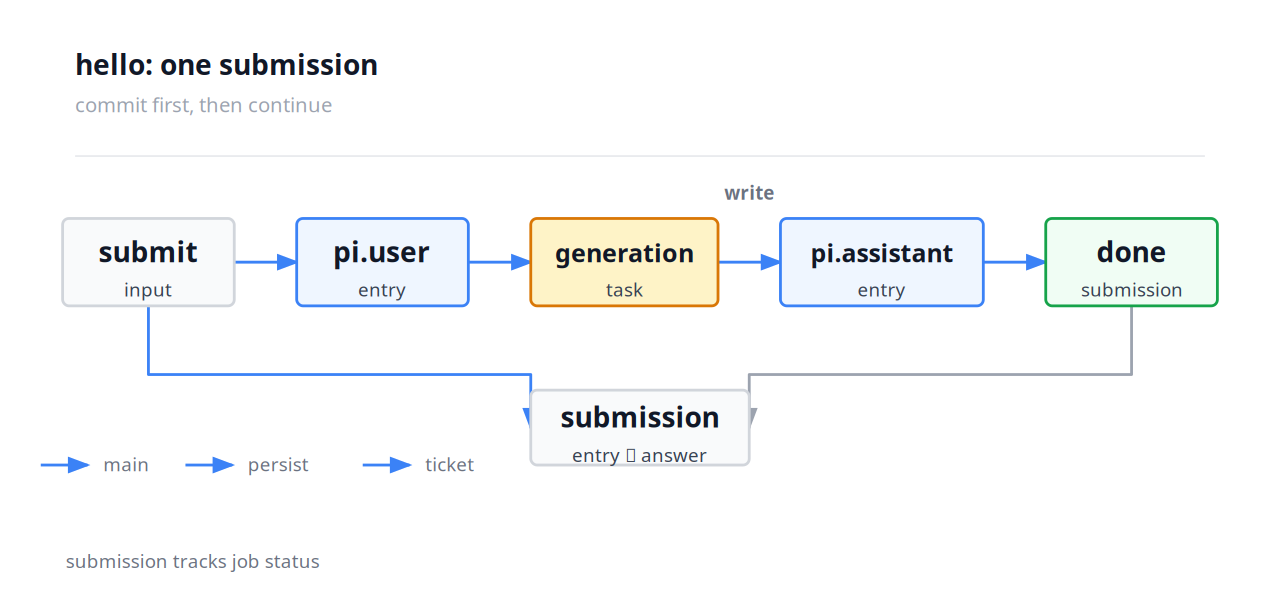 hello: one submission
commit first, then continue
write
submit
input
pi.user
entry
generation
task
pi.assistant
entry
done
submission
submission
entry ▯ answer
main
persist
ticket
submission tracks job status